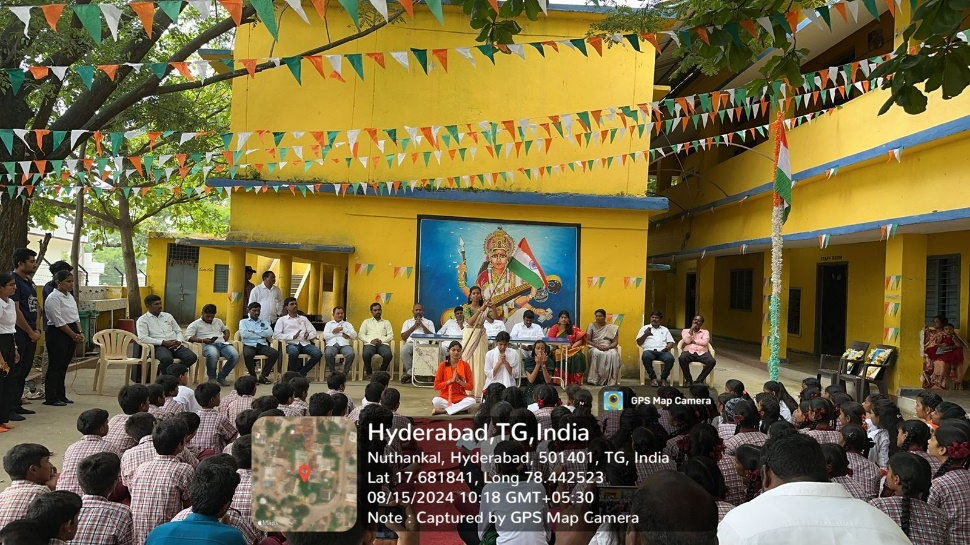 GPS Map Camera
Hyderabad,TG,India
Nuthankal, Hyderabad, 501401, TG, India
Lat 17.681841, Long 78.442523
08/15/2024 10:18 GMT+05:30
Note : Captured by GPS Map Camera